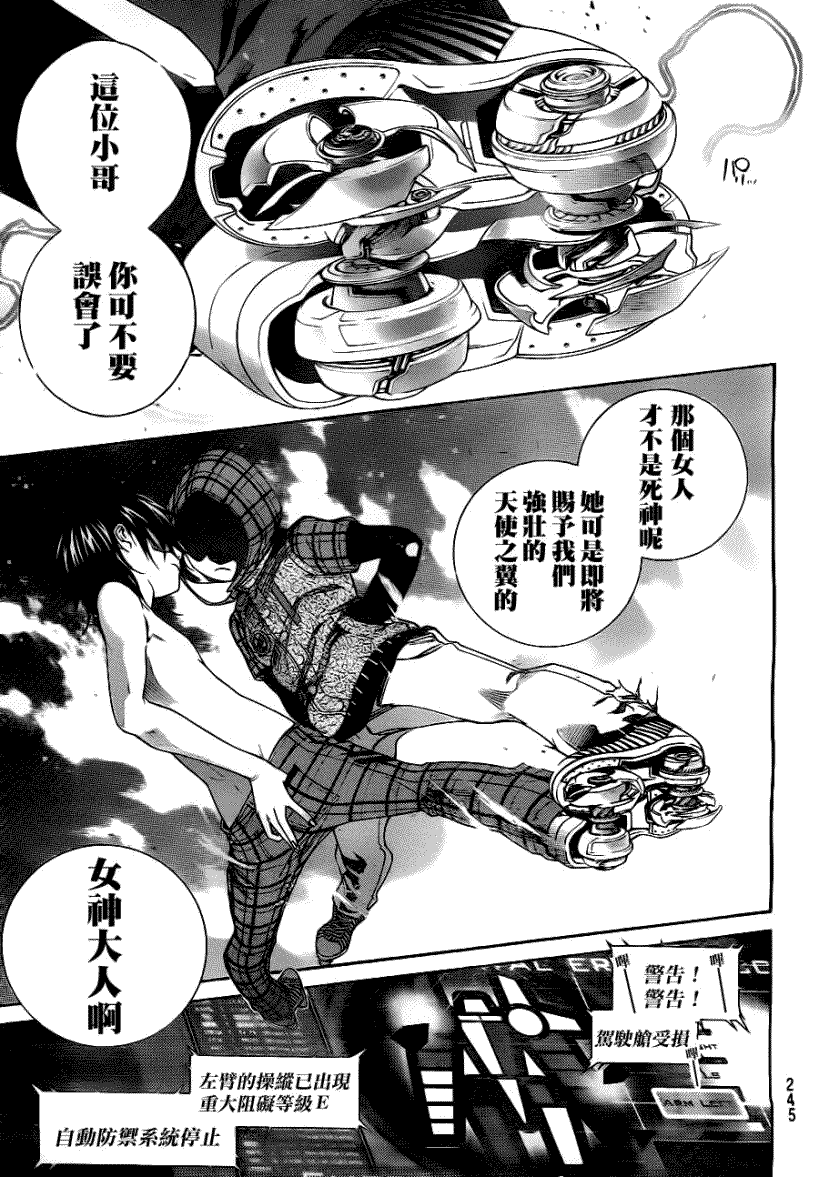 這位小哥
你可不要
誤會了
パ…
那個女人
才不是死神呢
她可是即將
賜予我們
強壯的
天使之翼的
女神大人啊
嗶
警告！
警告！
嗶
駕駛艙受損
嗶
ARM LEF
左臂的操縱已出現
重大阻礙等級E
自動防禦系統停止
245